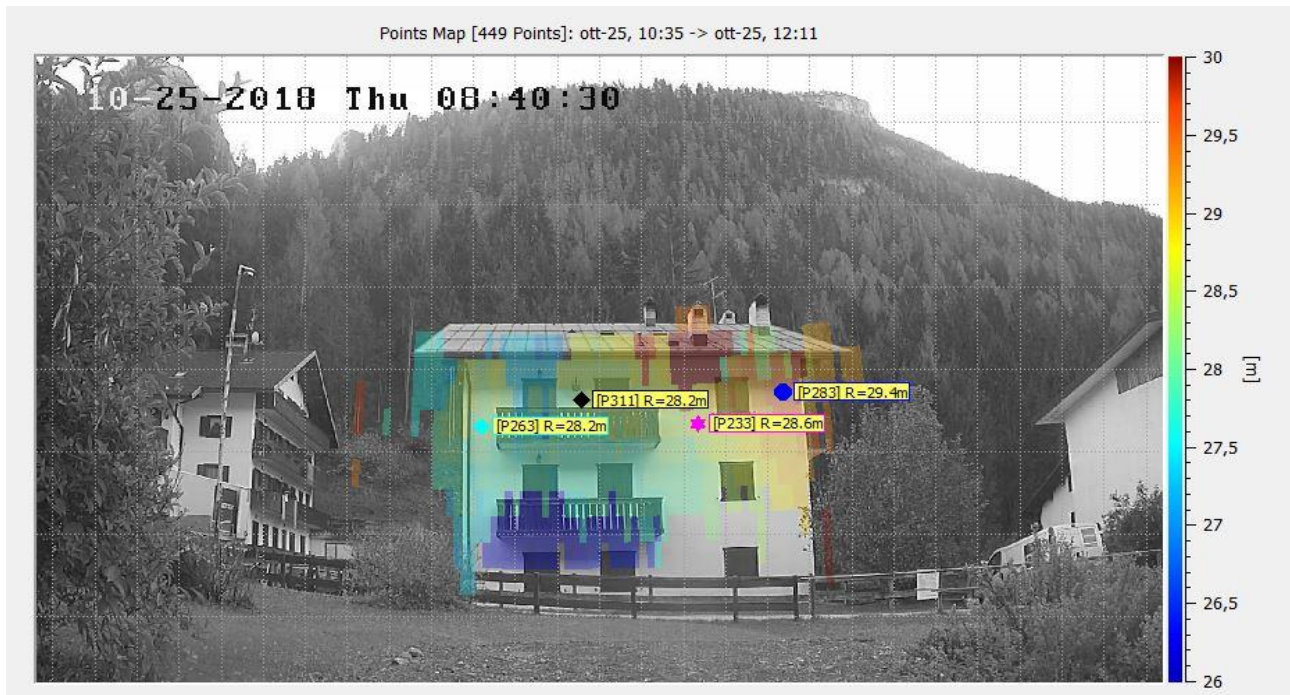 Points Map [449 Points]: ott-25, 10:35 -> ott-25, 12:11
10-25-2018 Thu 08:40:30
[P311] R=28.2m
[P283] R=29.4m
[P263] R=28.2m
[P233] R=28.6m
30
29,5
29
28,5
28
27,5
27
26,5
26
[m]